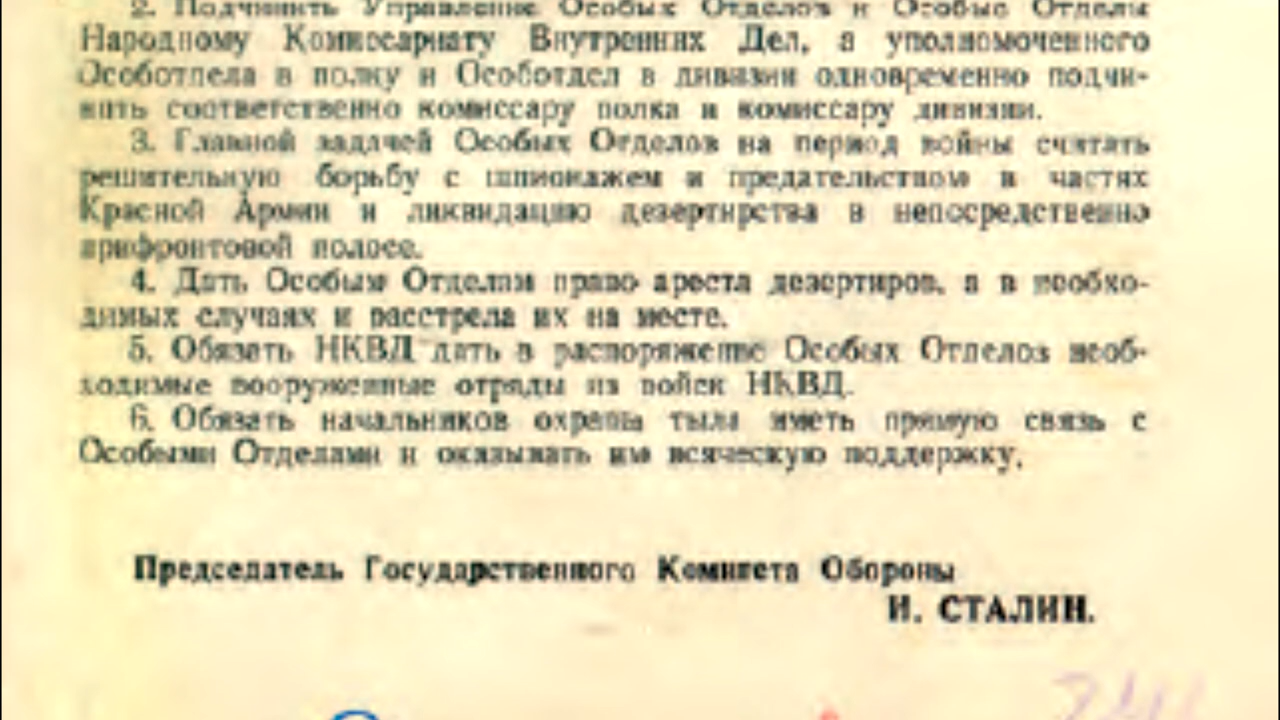 2. Подчинить Управление Особых Отделов и Особые Отделы
Народному Комиссариату Внутренних Дел, а уполномоченного
Особотдела в полку и Особотдел в дивизии одновременно подчи-
нить соответственно комиссару полка и комиссару дивизии.
3. Главной задачей Особых Отделов на период войны считать
решительную борьбу с шпионажем и предательством в частях
Красной Армии и ликвидацию дезертирства в непосредственно
прифронтовой полосе.
4. Дать Особым Отделам право ареста дезертиров, а в необхо-
димых случаях и расстрела их на месте.
5. Обязать НКВД дать в распоряжение Особых Отделов необ-
ходимые вооруженные отряды из войск НКВД.
6. Обязать начальников охраны тыла иметь прямую связь с
Особыми Отделами и оказывать им всяческую поддержку.
Председатель Государственного Комитета Обороны
И. СТАЛИН.